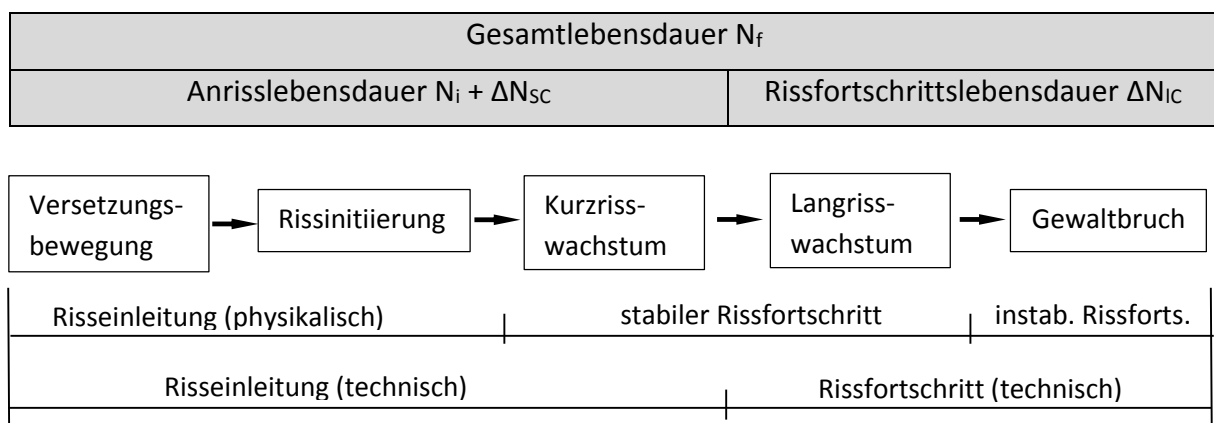 Gesamtlebensdauer Nf
Anrisslebensdauer Ni + ΔNSC
Rissfortschrittslebensdauer ΔNlC
Versetzungs-
bewegung
Rissinitiierung
Kurzriss-
wachstum
Langriss-
wachstum
Gewaltbruch
Risseinleitung (physikalisch)
stabiler Rissfortschritt
instab. Rissforts.
Risseinleitung (technisch)
Rissfortschritt (technisch)